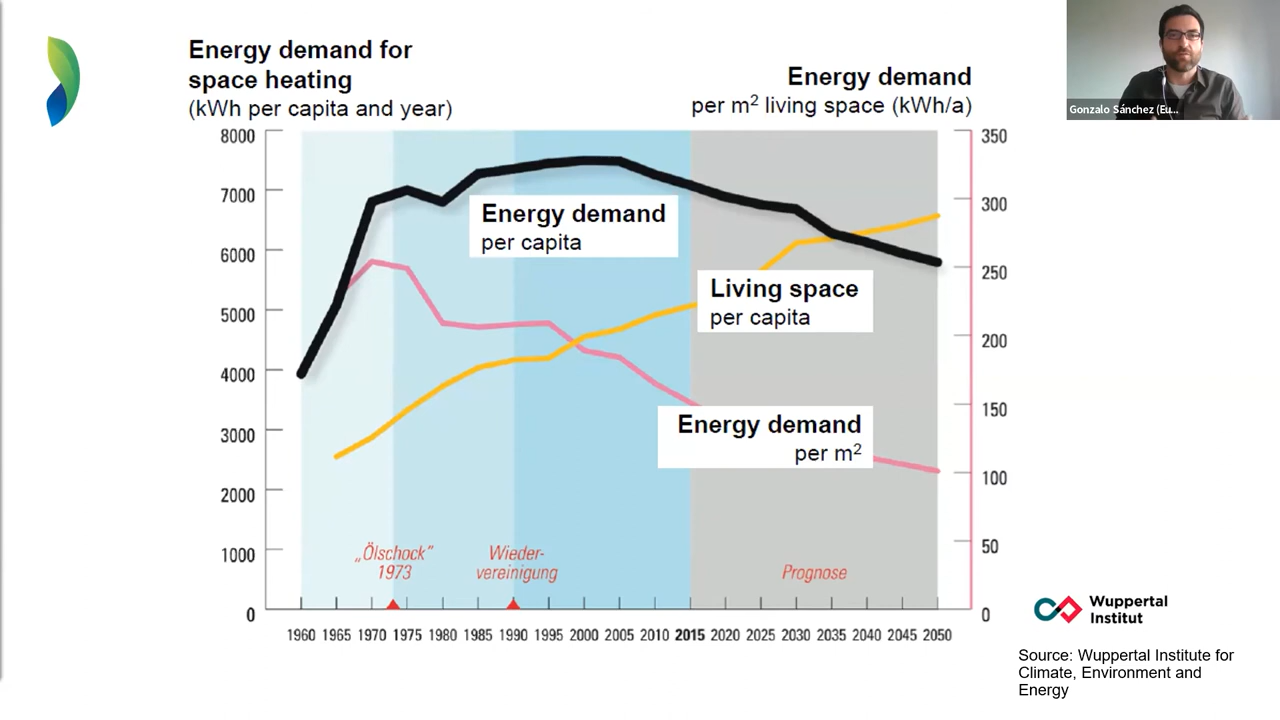 Energy demand for
space heating
(kWh per capita and year)
Energy demand
per m² living space (kWh/a)
Gonzalo Sánchez (Eu...
8000
7000
6000
5000
4000
3000
2000
1000
0
350
300
250
200
150
100
50
0
Energy demand
per capita
Living space
per capita
Energy demand
per m²
„Ölschock”
1973
Wieder-
vereinigung
Prognose
1960 1965 1970 1975 1980 1985 1990 1995 2000 2005 2010 2015 2020 2025 2030 2035 2040 2045 2050
Wuppertal
Institut
Source: Wuppertal Institute for
Climate, Environment and
Energy